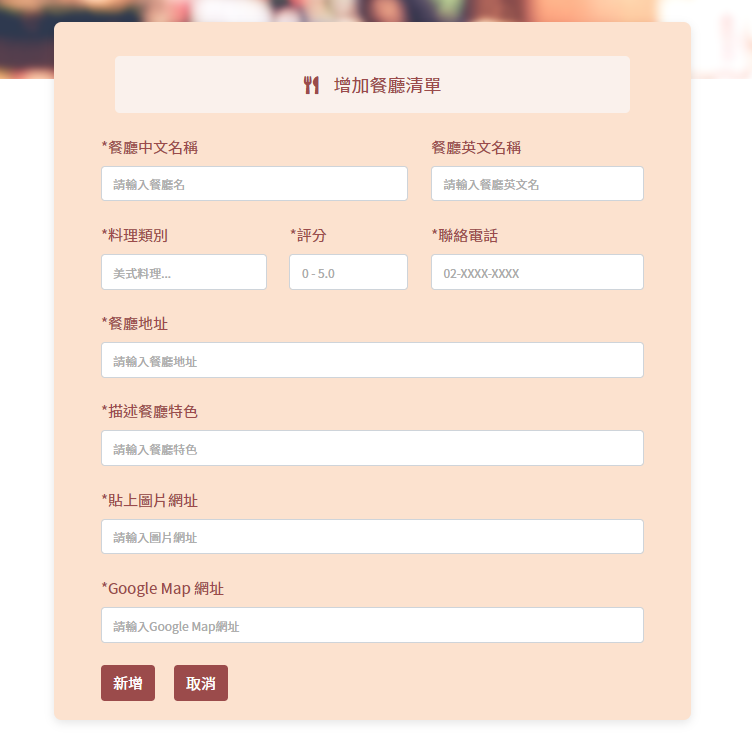 增加餐廳清單
*餐廳中文名稱 餐廳英文名稱
請輸入餐廳名 請輸入餐廳英文名
*料理類別 *評分 *聯絡電話
美式料理... 0 - 5.0 02-XXXX-XXXX
*餐廳地址
請輸入餐廳地址
*描述餐廳特色
請輸入餐廳特色
*貼上圖片網址
請輸入圖片網址
*Google Map 網址
請輸入Google Map網址
新增 取消